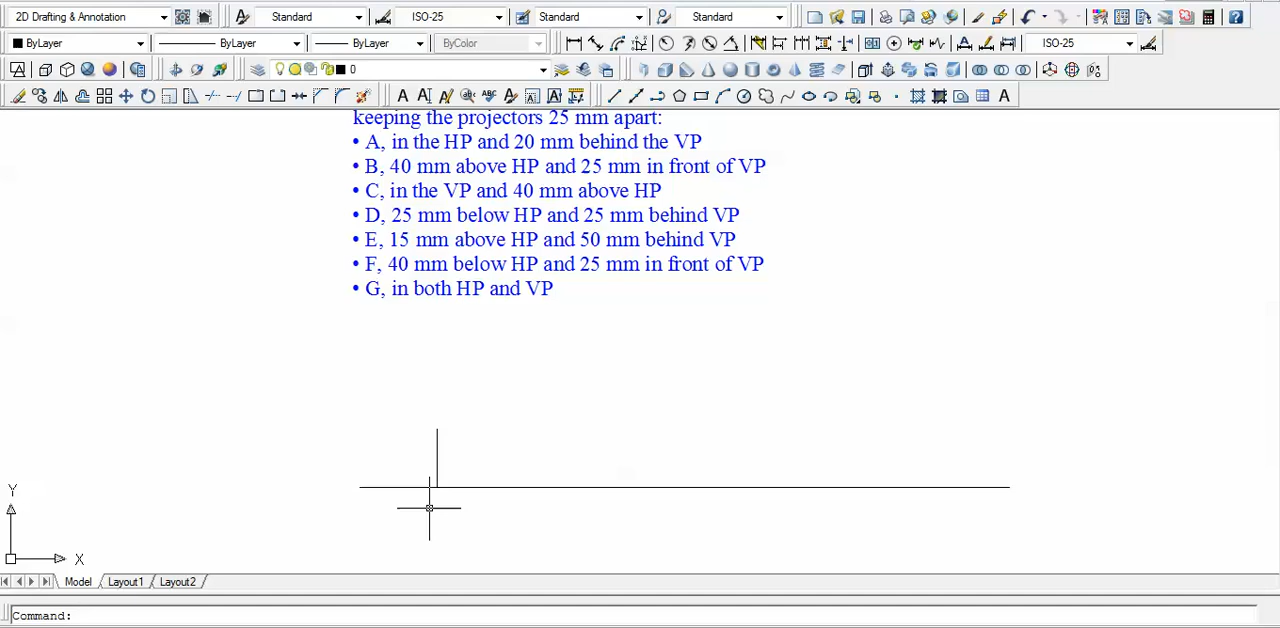 2D Drafting & Annotation Standard ISO-25 Standard Standard
ByLayer ByLayer ByLayer ByColor ISO-25
0
keeping the projectors 25 mm apart:
• A, in the HP and 20 mm behind the VP
• B, 40 mm above HP and 25 mm in front of VP
• C, in the VP and 40 mm above HP
• D, 25 mm below HP and 25 mm behind VP
• E, 15 mm above HP and 50 mm behind VP
• F, 40 mm below HP and 25 mm in front of VP
• G, in both HP and VP
Y
X
Model Layout1 Layout2
Command: